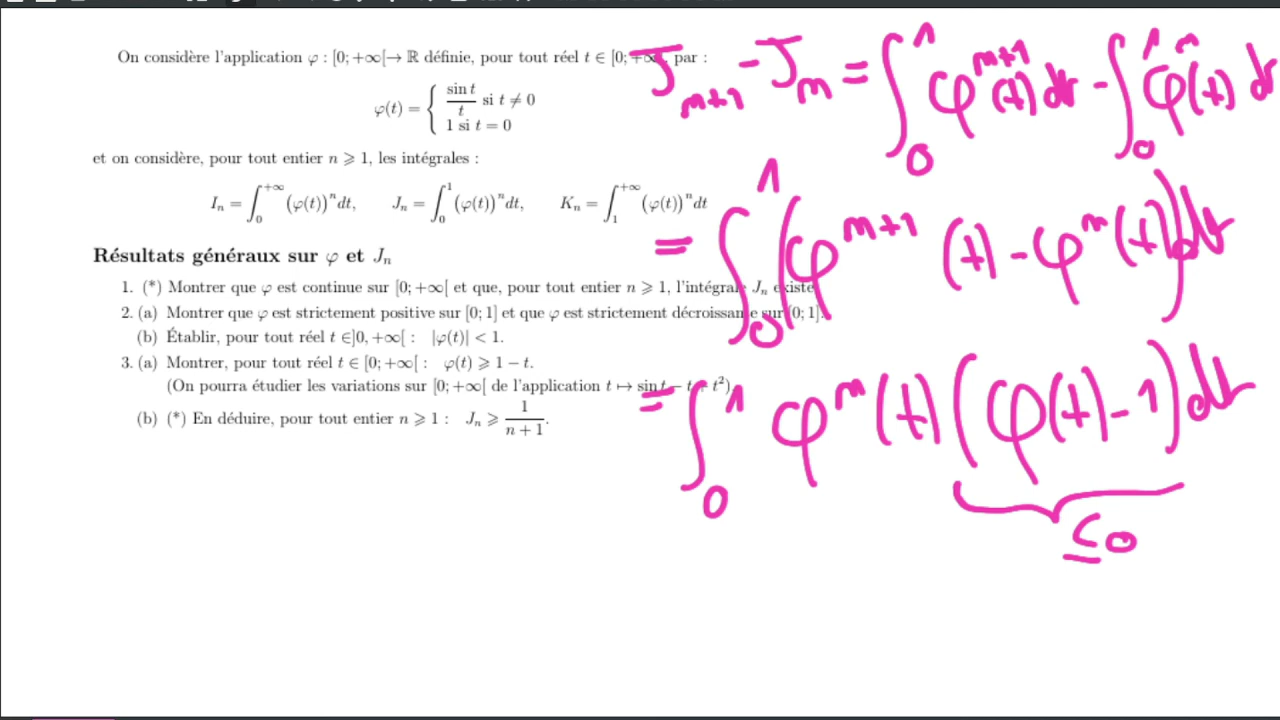 On considère l'application φ : [0; +∞[→ ℝ définie, pour tout réel t ∈ [0; +∞[ par :
φ(t) = { sin t / t si t ≠ 0
1 si t = 0
et on considère, pour tout entier n ⩾ 1, les intégrales :
I_n = ∫_0^{+∞} (φ(t))^n dt, J_n = ∫_0^1 (φ(t))^n dt, K_n = ∫_1^{+∞} (φ(t))^n dt
Résultats généraux sur φ et J_n
1. (*) Montrer que φ est continue sur [0; +∞[ et que, pour tout entier n ⩾ 1, l'intégrale J_n existe
2. (a) Montrer que φ est strictement positive sur [0; 1] et que φ est strictement décroissante sur [0; 1].
(b) Établir, pour tout réel t ∈]0, +∞[ : |φ(t)| < 1.
3. (a) Montrer, pour tout réel t ∈ [0; +∞[ : φ(t) ⩾ 1 − t.
(On pourra étudier les variations sur [0; +∞[ de l'application t ↦ sin t − t + t²).
(b) (*) En déduire, pour tout entier n ⩾ 1 : J_n ⩾ 1/(n + 1).
J_{n+1} − J_n = ∫_0^1 φ^{n+1}(t) dt − ∫_0^1 φ^n(t) dt
= ∫_0^1 (φ^{n+1}(t) − φ^n(t)) dt
= ∫_0^1 φ^n(t) (φ(t) − 1) dt
≤ 0